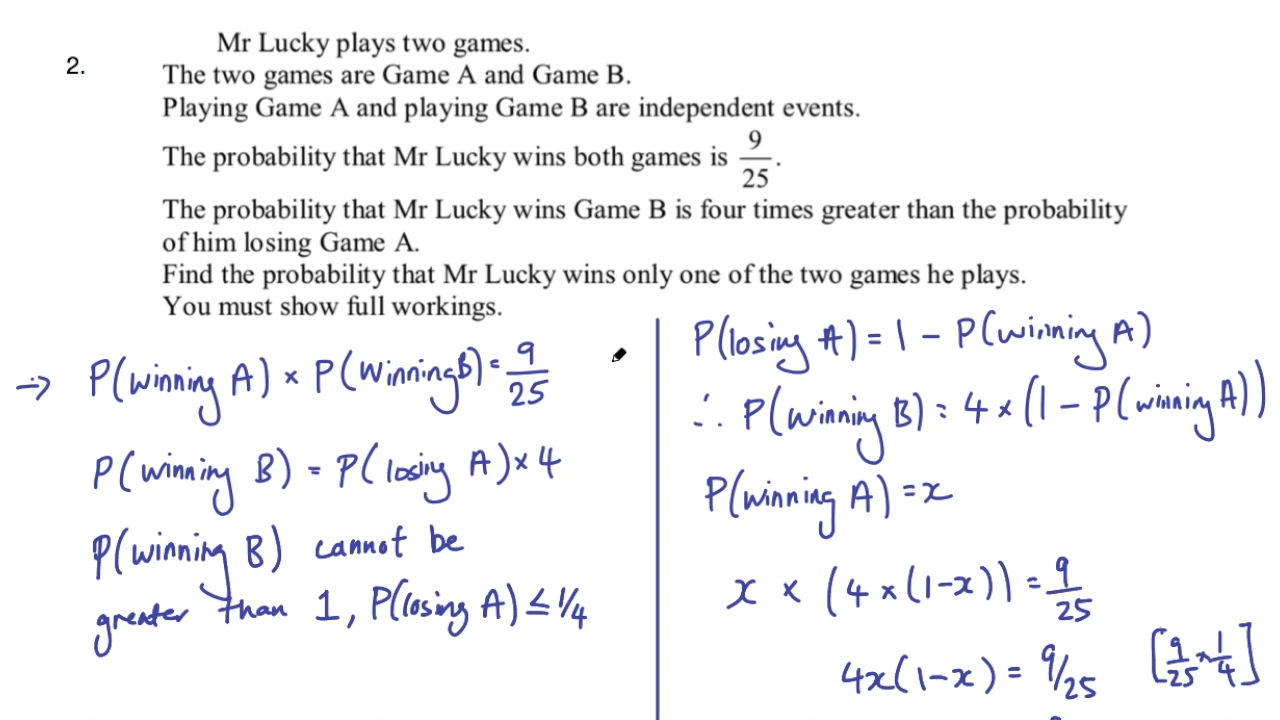 2.
Mr Lucky plays two games.
The two games are Game A and Game B.
Playing Game A and playing Game B are independent events.
The probability that Mr Lucky wins both games is 9/25.
The probability that Mr Lucky wins Game B is four times greater than the probability
of him losing Game A.
Find the probability that Mr Lucky wins only one of the two games he plays.
You must show full workings.
→ P(winning A) × P(winning B) = 9/25
P(winning B) = P(losing A) × 4
P(winning B) cannot be
greater than 1, P(losing A) ≤ 1/4
P(losing A) = 1 - P(winning A)
∴ P(winning B) = 4 × (1 - P(winning A))
P(winning A) = x
x × (4 × (1-x)) = 9/25
4x(1-x) = 9/25 [9/25 × 1/4]